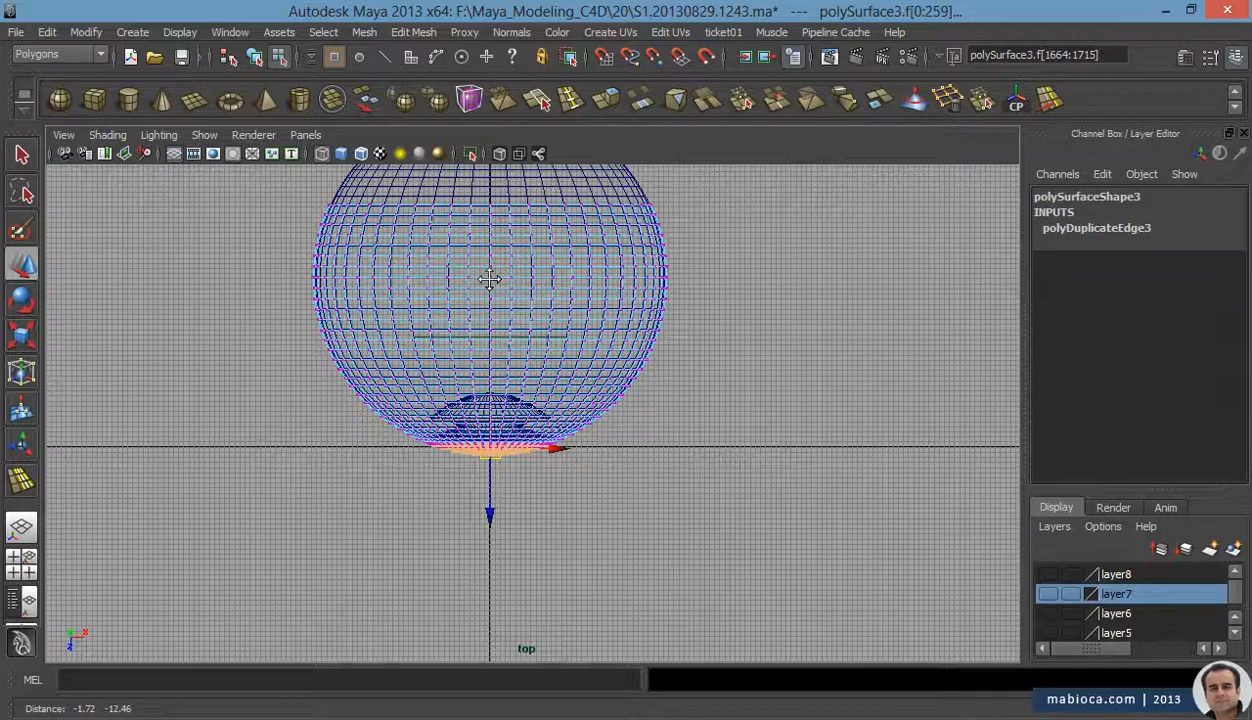 Autodesk Maya 2013 x64: F:\Maya_Modeling_C4D\20\S1.20130829.1243.ma* --- polySurface3.f[0:259]...
File Edit Modify Create Display Window Assets Select Mesh Edit Mesh Proxy Normals Color Create UVs Edit UVs ticket01 Muscle Pipeline Cache Help
Polygons
polySurface3.f[1664:1715]
CP
View Shading Lighting Show Renderer Panels
Channel Box / Layer Editor
Channels Edit Object Show
polySurfaceShape3
INPUTS
polyDuplicateEdge3
Display Render Anim
Layers Options Help
layer8
layer7
layer6
layer5
x
z
top
MEL
mabioca.com | 2013
Distance: -1.72 -12.46